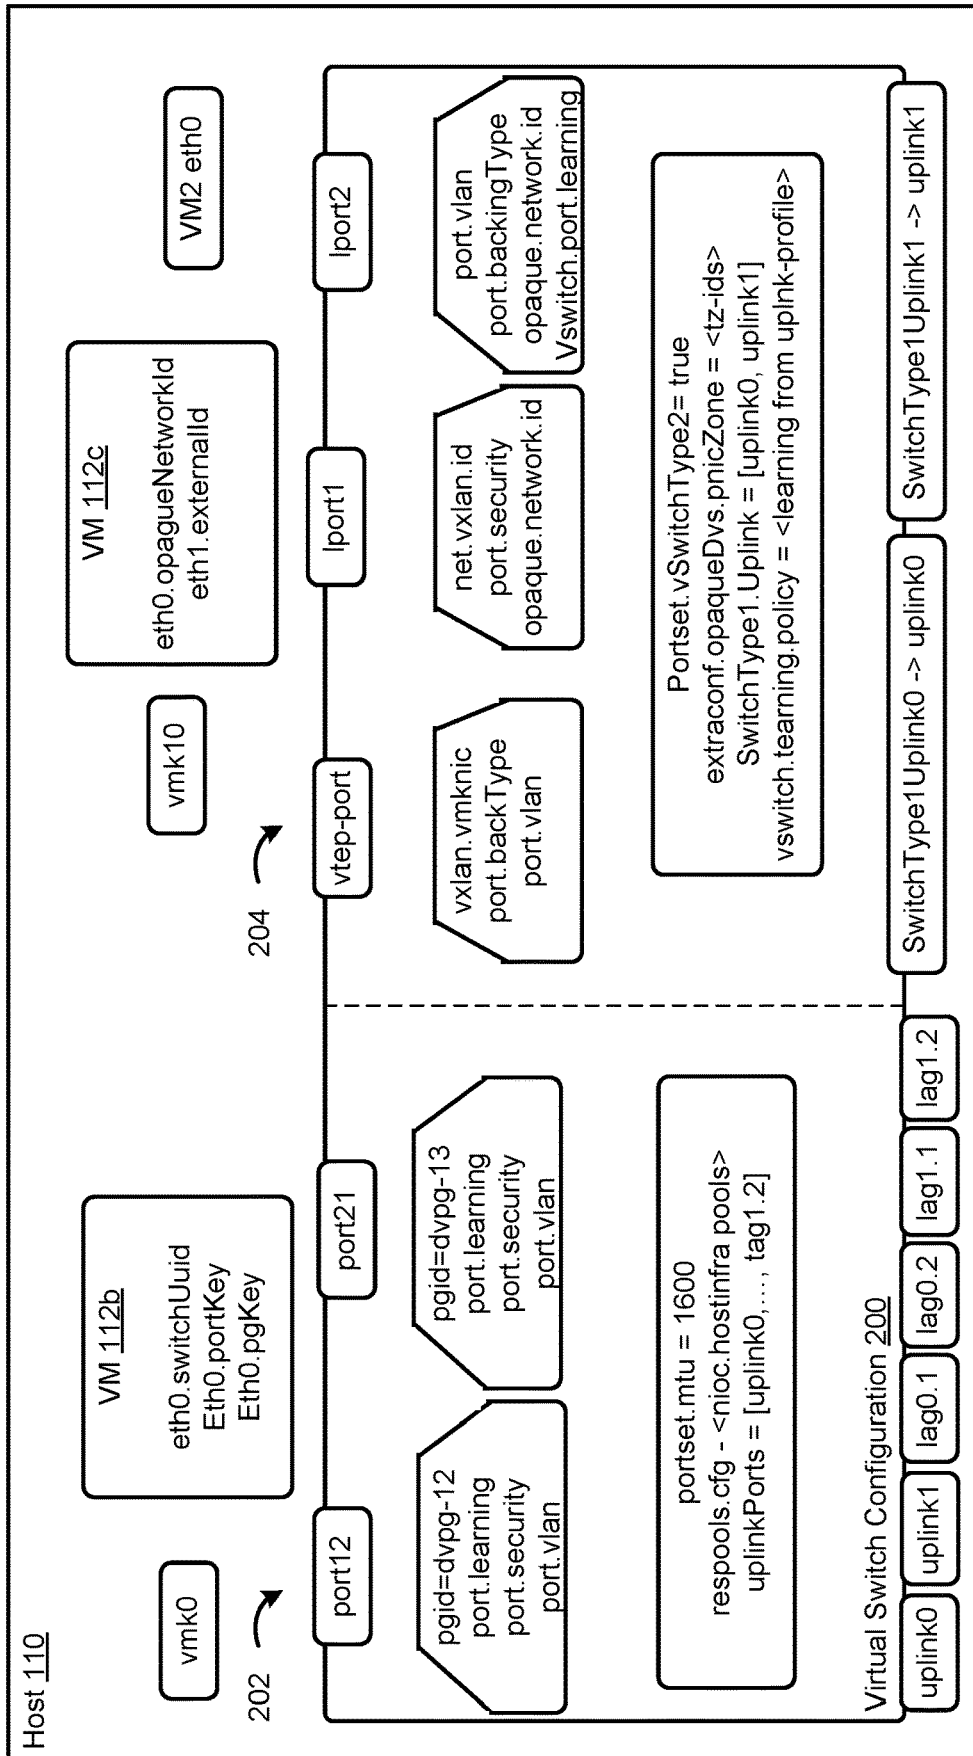 Host 110
vmk0
202
VM 112b
eth0.switchUuid
Eth0.portKey
Eth0.pgKey
vmk10
204
VM 112c
eth0.opagueNetworkId
eth1.externalId
VM2 eth0
port12
port21
vtep-port
lport1
lport2
pgid=dvpg-12
port.learning
port.security
port.vlan
pgid=dvpg-13
port.learning
port.security
port.vlan
vxlan.vmknic
port.backType
port.vlan
net.vxlan.id
port.security
opaque.network.id
port.vlan
port.backingType
opaque.network.id
Vswitch.port.learning
portset.mtu = 1600
respools.cfg - <nioc.hostinfra pools>
uplinkPorts = [uplink0,..., tag1.2]
Portset.vSwitchType2= true
extraconf.opaqueDvs.pnicZone = <tz-ids>
SwitchType1.Uplink = [uplink0, uplink1]
vswitch.tearning.policy = <learning from uplnk-profile>
Virtual Switch Configuration 200
uplink0
uplink1
lag0.1
lag0.2
lag1.1
lag1.2
SwitchType1Uplink0 -> uplink0
SwitchType1Uplink1 -> uplink1